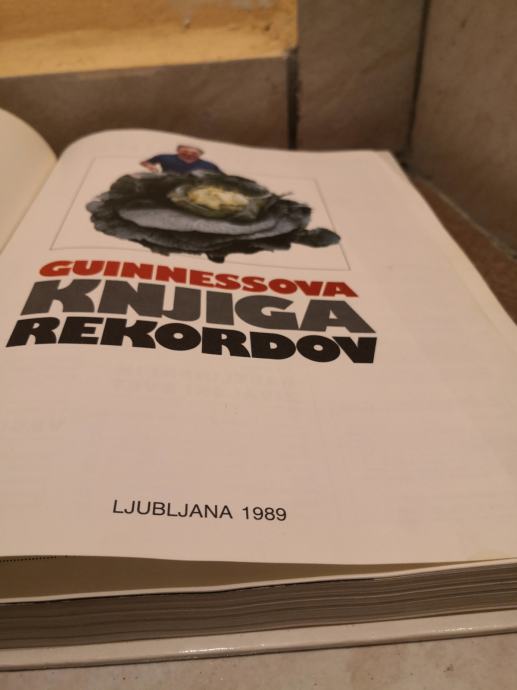 GUINNESSOVA
KNJIGA
REKORDOV
LJUBLJANA 1989